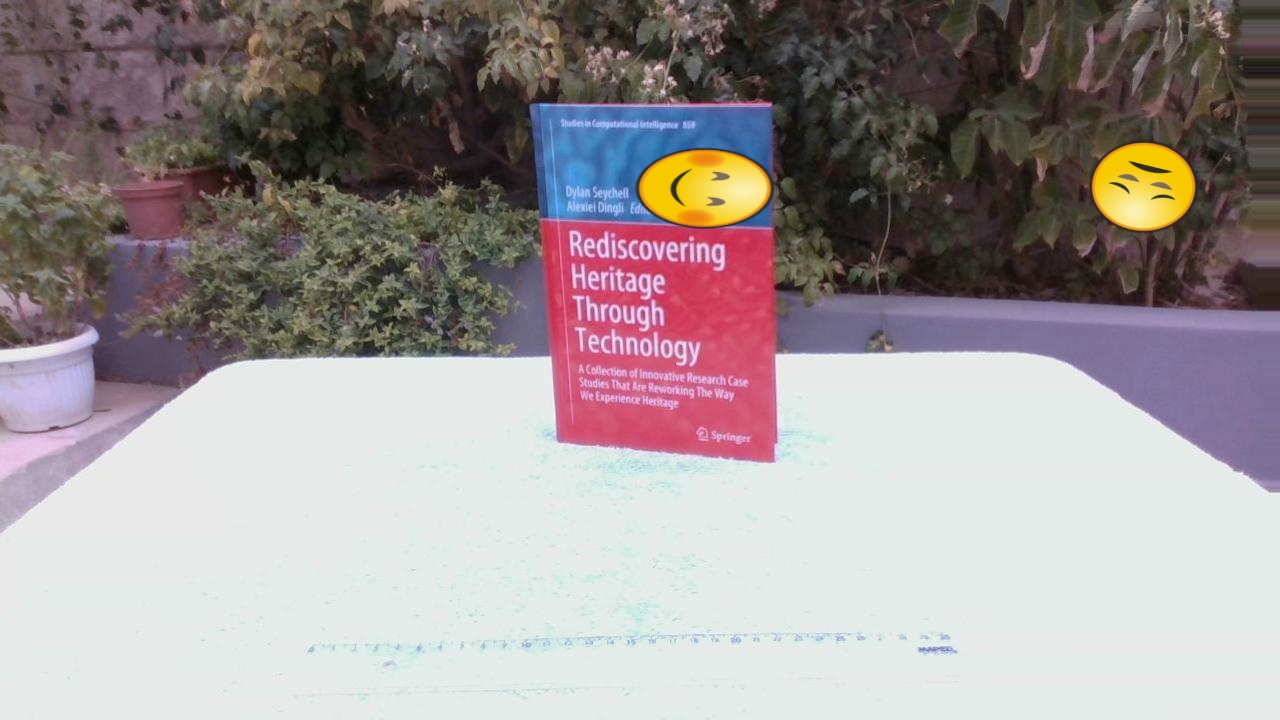 Studies in Computational Intelligence 859
Dylan Seychell
Alexiei Dingli
Rediscovering
Heritage
Through
Technology
A Collection of Innovative Research Case
Studies That Are Reworking The Way
We Experience Heritage
Springer